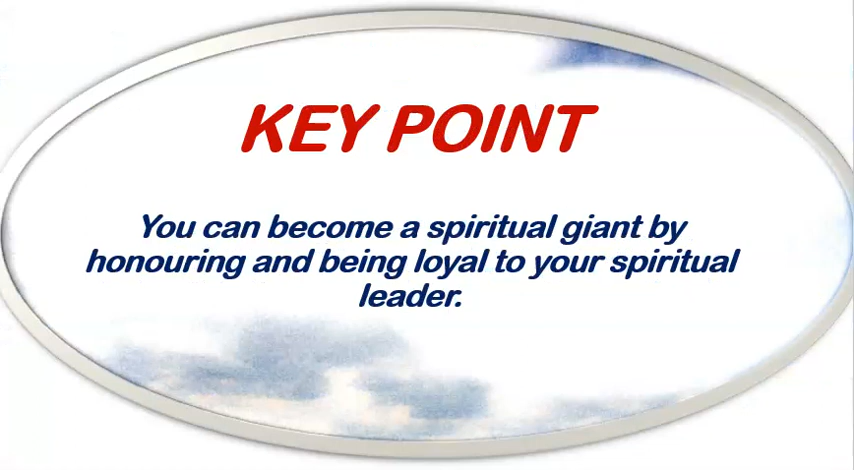 KEY POINT
You can become a spiritual giant by
honouring and being loyal to your spiritual
leader.